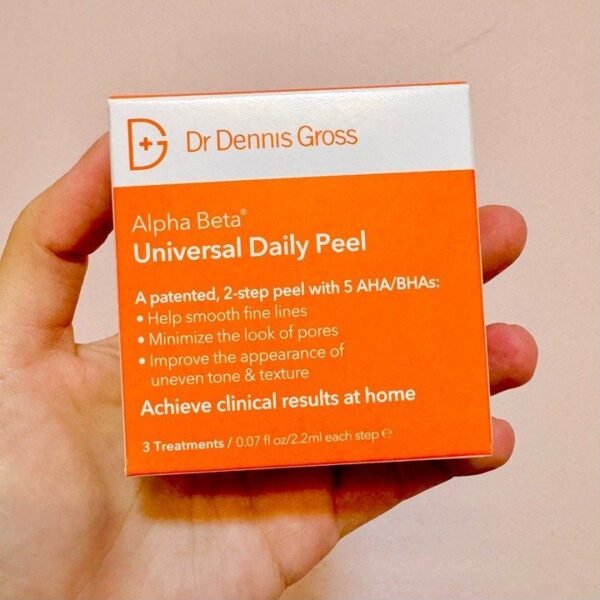 Dr Dennis Gross
Alpha Beta®
Universal Daily Peel
A patented, 2-step peel with 5 AHA/BHAs:
• Help smooth fine lines
• Minimize the look of pores
• Improve the appearance of
uneven tone & texture
Achieve clinical results at home
3 Treatments / 0.07 fl oz/2.2ml each step ℮